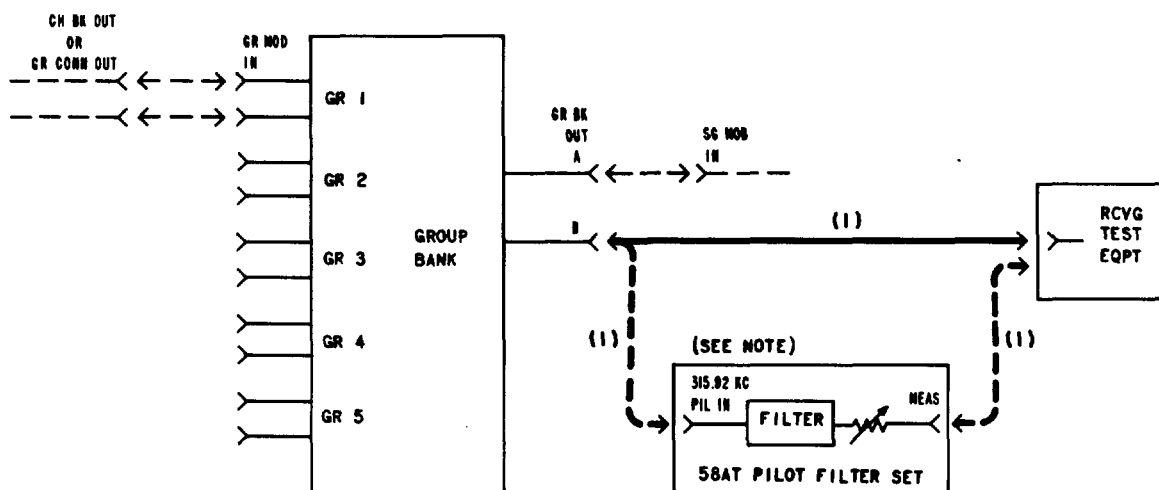 CH BK OUT
OR
GR CONN OUT
GR MOD
IN
GR 1
GR 2
GR 3
GR 4
GR 5
GROUP
BANK
GR BK
OUT
A
B
SG MOD
IN
(1)
RCVG
TEST
EQPT
(1)
(1)
(SEE NOTE)
315.92 KC
PIL IN
FILTER
MEAS
58AT PILOT FILTER SET